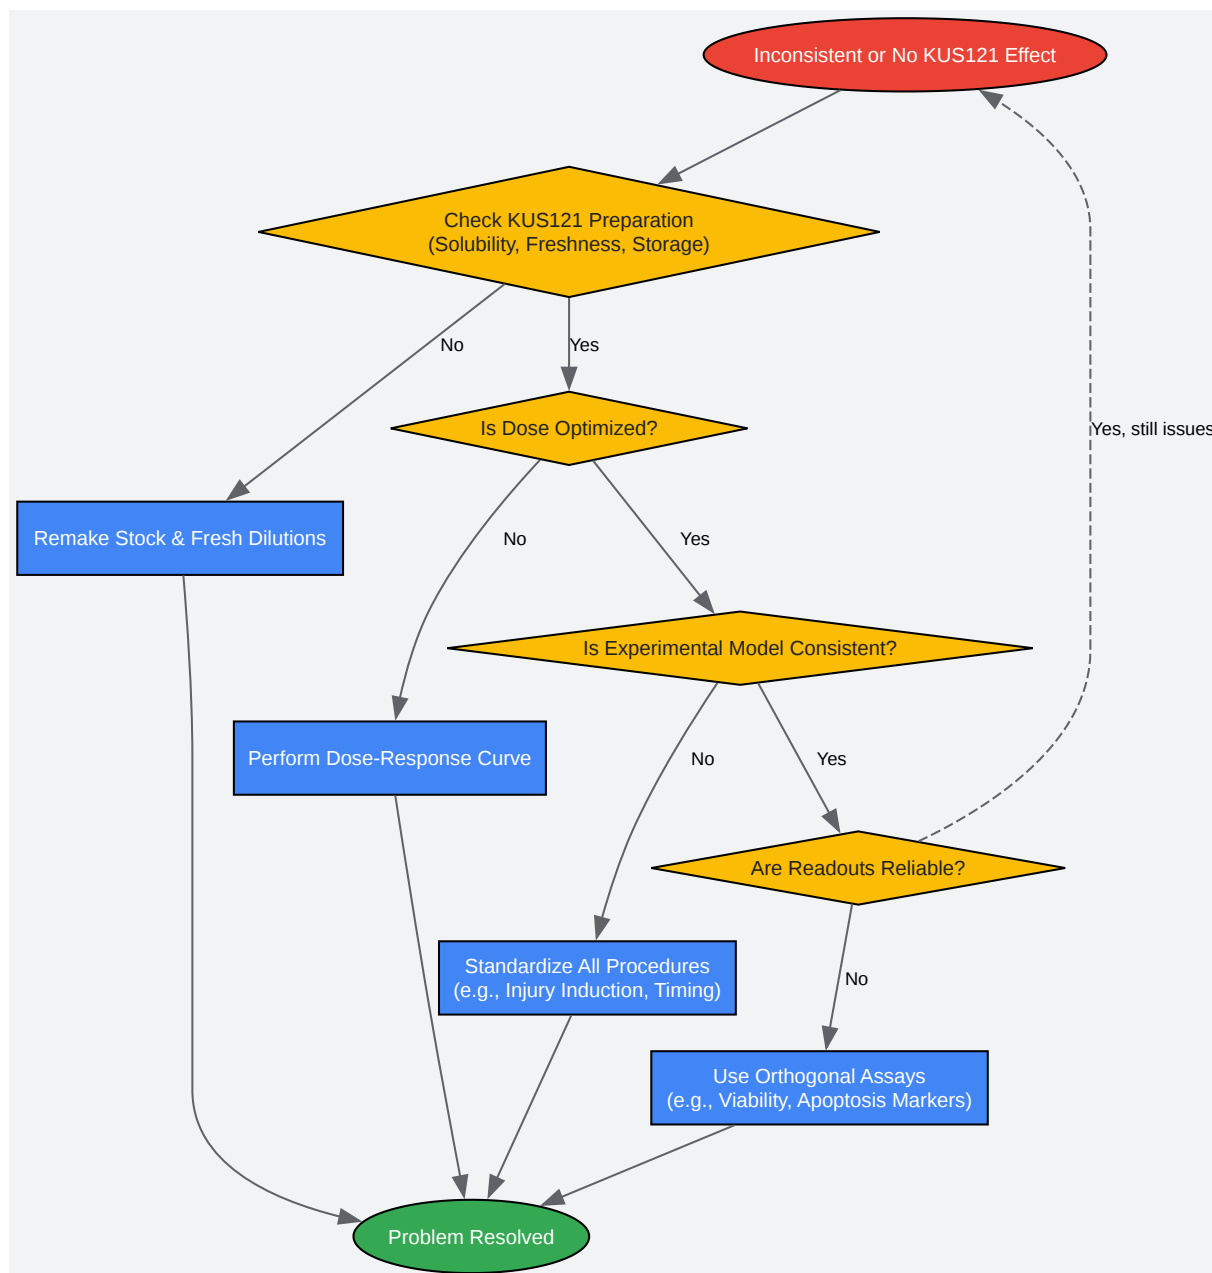 Inconsistent or No KUS121 Effect
Check KUS121 Preparation
(Solubility, Freshness, Storage)
No
Yes
Is Dose Optimized?
Yes, still issues
Remake Stock & Fresh Dilutions
No
Yes
Is Experimental Model Consistent?
Perform Dose-Response Curve
No
Yes
Are Readouts Reliable?
Standardize All Procedures
(e.g., Injury Induction, Timing)
No
Use Orthogonal Assays
(e.g., Viability, Apoptosis Markers)
Problem Resolved